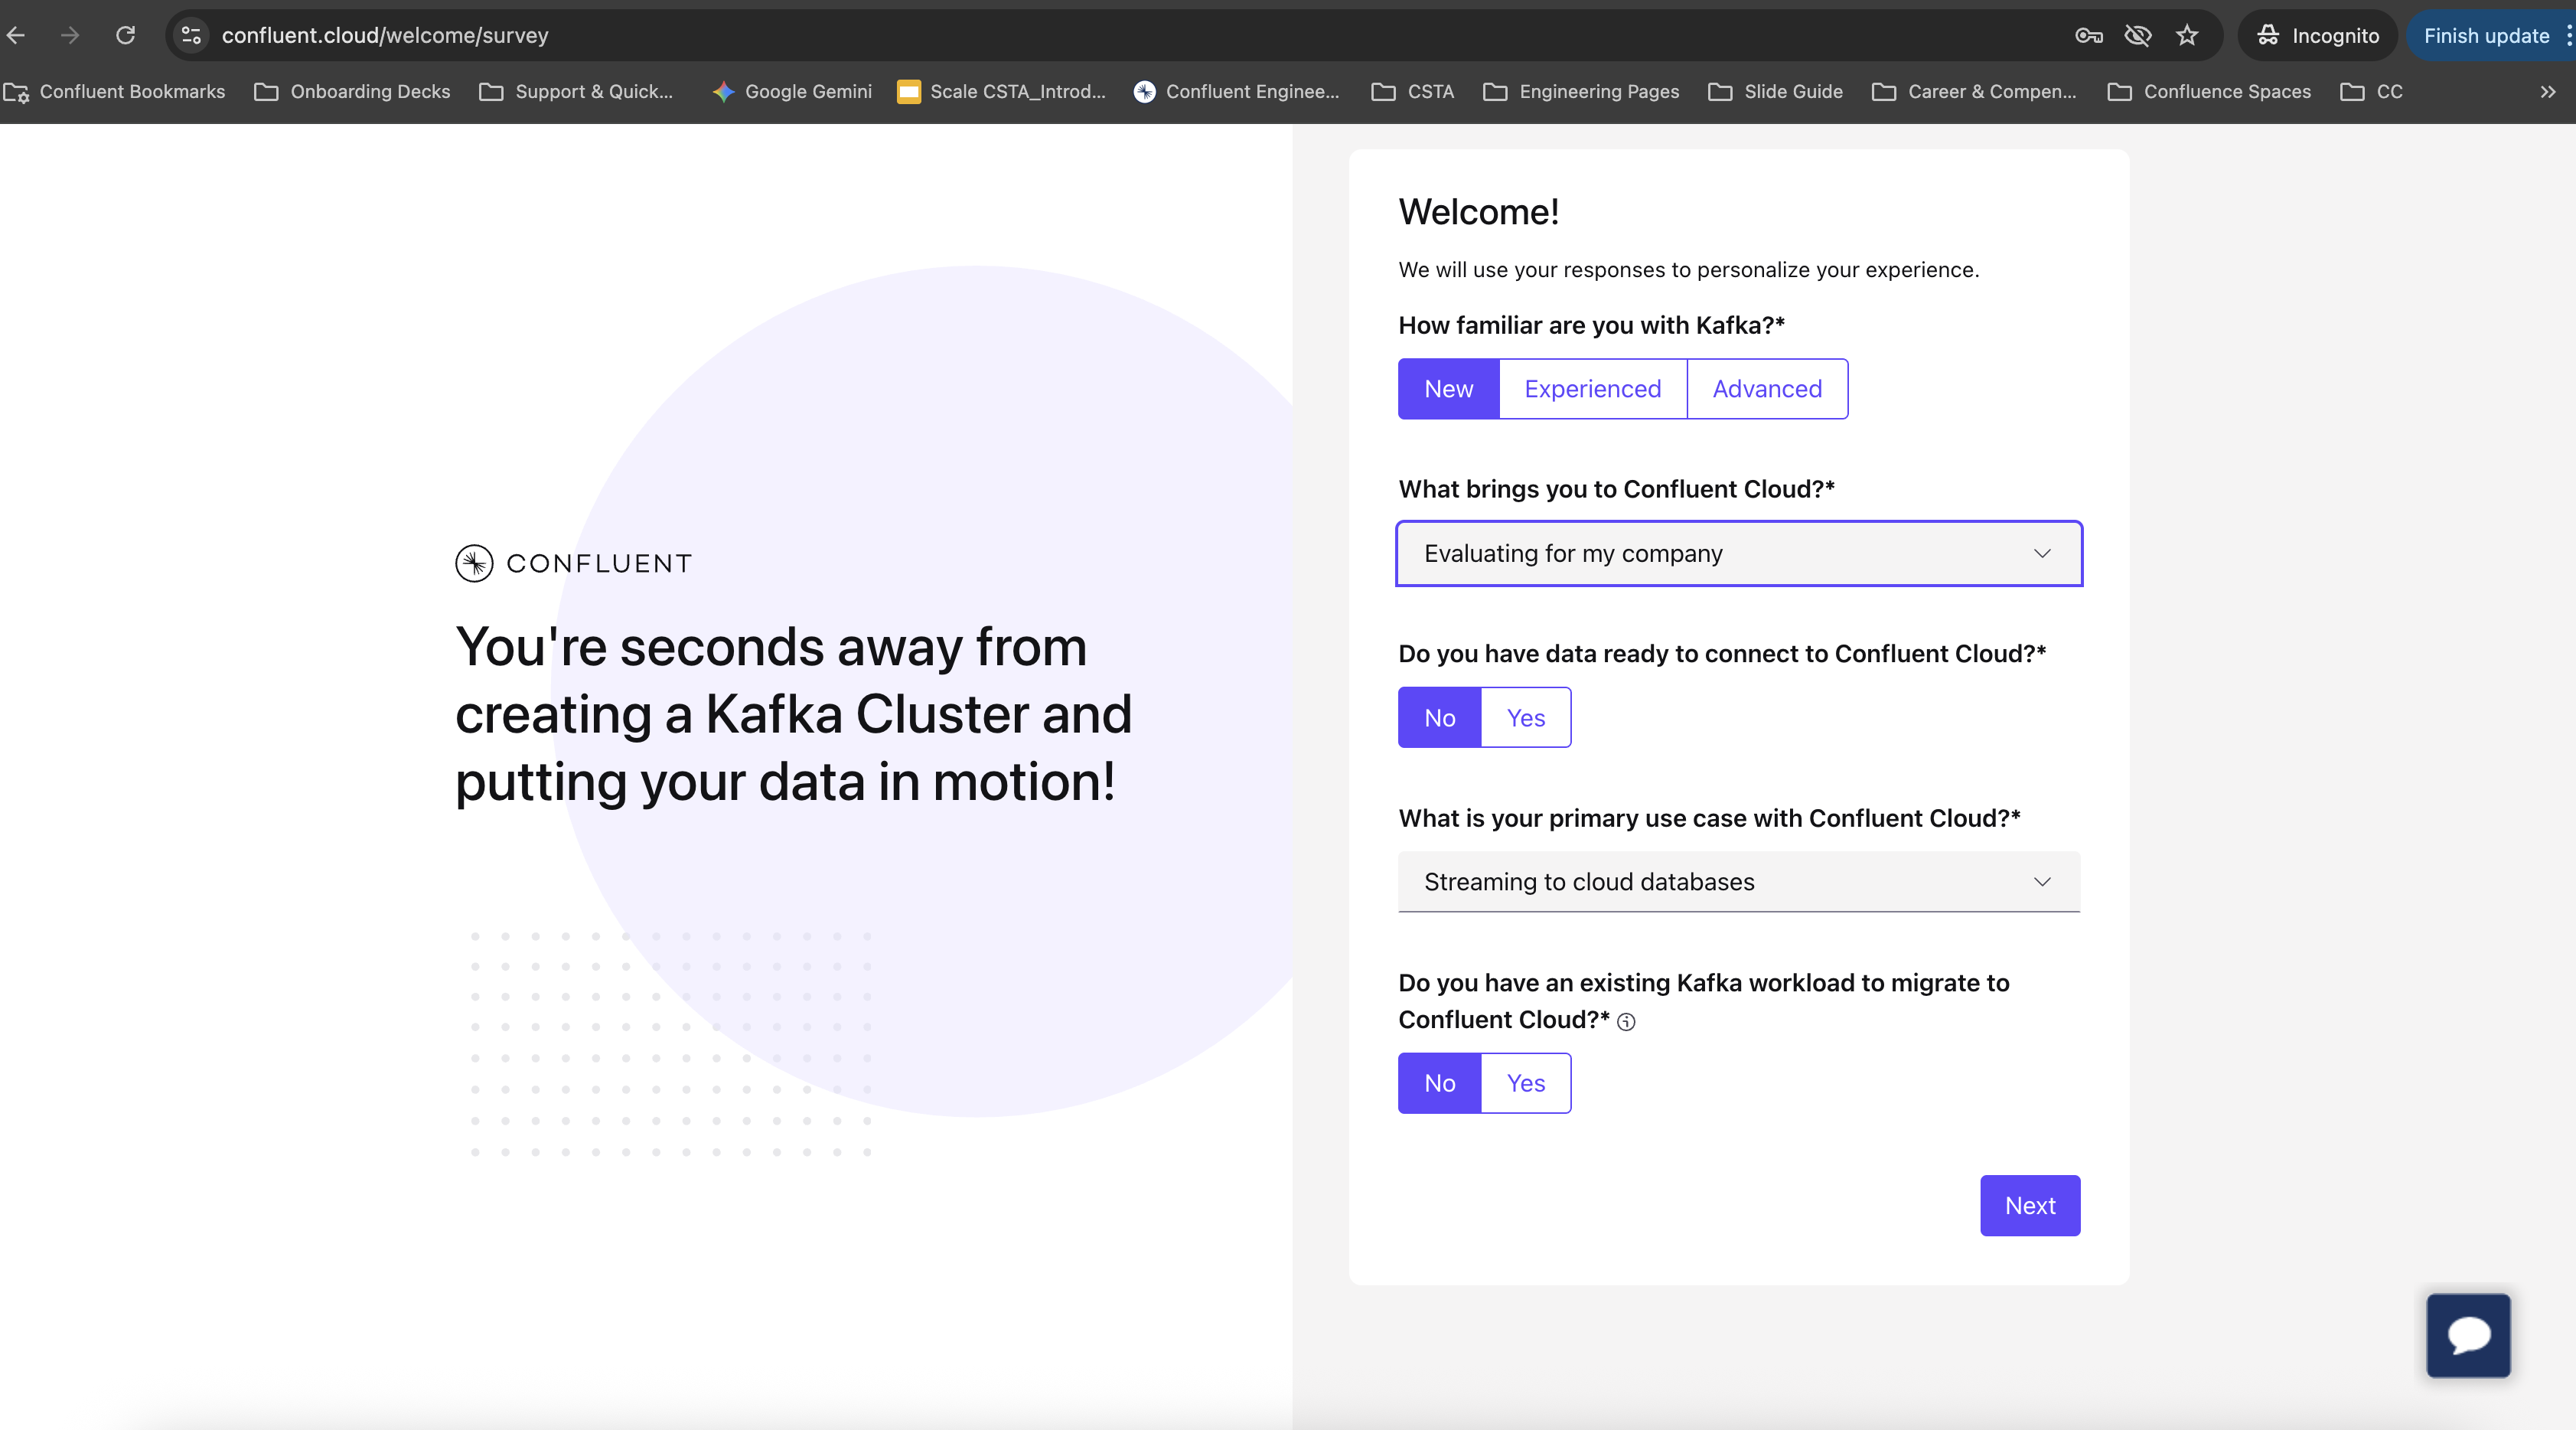 confluent.cloud/welcome/survey
Incognito
Finish update
Confluent Bookmarks
Onboarding Decks
Support & Quick...
Google Gemini
Scale CSTA_Introd...
Confluent Enginee...
CSTA
Engineering Pages
Slide Guide
Career & Compen...
Confluence Spaces
CC
CONFLUENT
You're seconds away from
creating a Kafka Cluster and
putting your data in motion!
Welcome!
We will use your responses to personalize your experience.
How familiar are you with Kafka?*
New Experienced Advanced
What brings you to Confluent Cloud?*
Evaluating for my company
Do you have data ready to connect to Confluent Cloud?*
No Yes
What is your primary use case with Confluent Cloud?*
Streaming to cloud databases
Do you have an existing Kafka workload to migrate to
Confluent Cloud?*
No Yes
Next